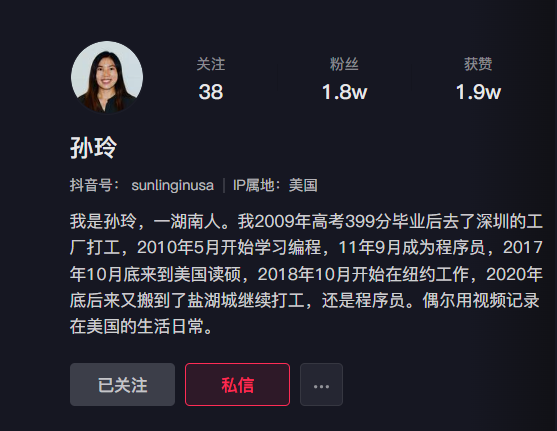 关注 粉丝 获赞
38 1.8w 1.9w
孙玲
抖音号： sunlinginusa | IP属地：美国
我是孙玲，一湖南人。我2009年高考399分毕业后去了深圳的工
厂打工，2010年5月开始学习编程，11年9月成为程序员，2017
年10月底来到美国读硕，2018年10月开始在纽约工作，2020年
底后来又搬到了盐湖城继续打工，还是程序员。偶尔用视频记录
在美国的生活日常。
已关注 私信 ···